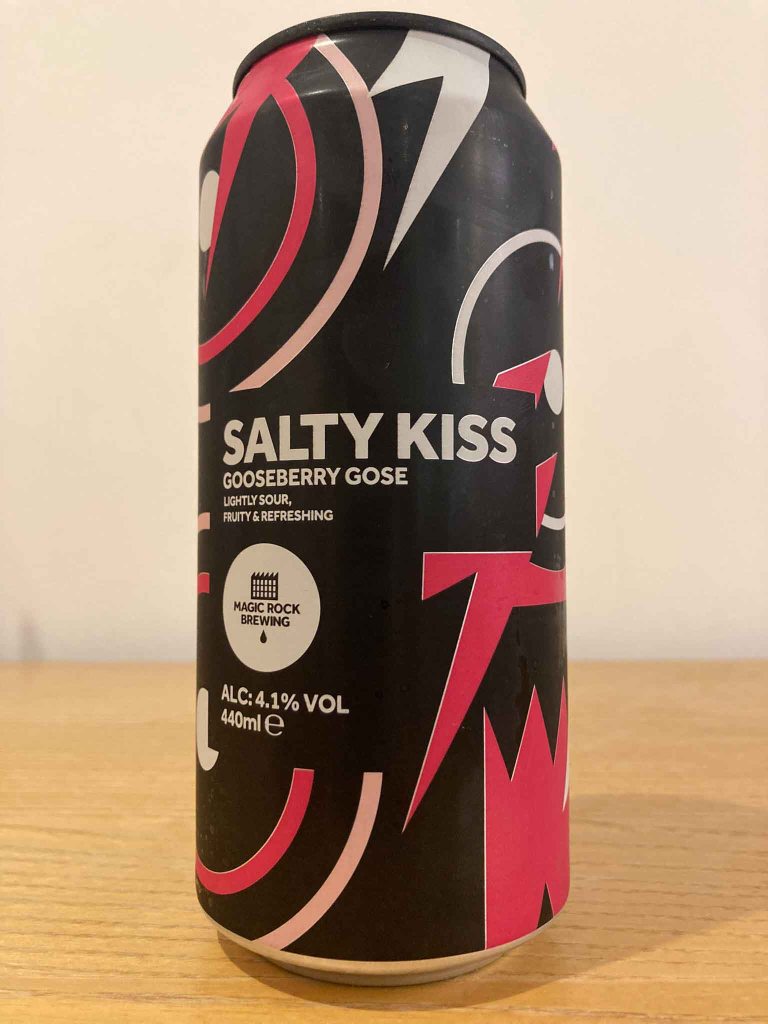 SALTY KISS
GOOSEBERRY GOSE
LIGHTLY SOUR,
FRUITY & REFRESHING
MAGIC ROCK
BREWING
ALC: 4.1% VOL
440ml ℮